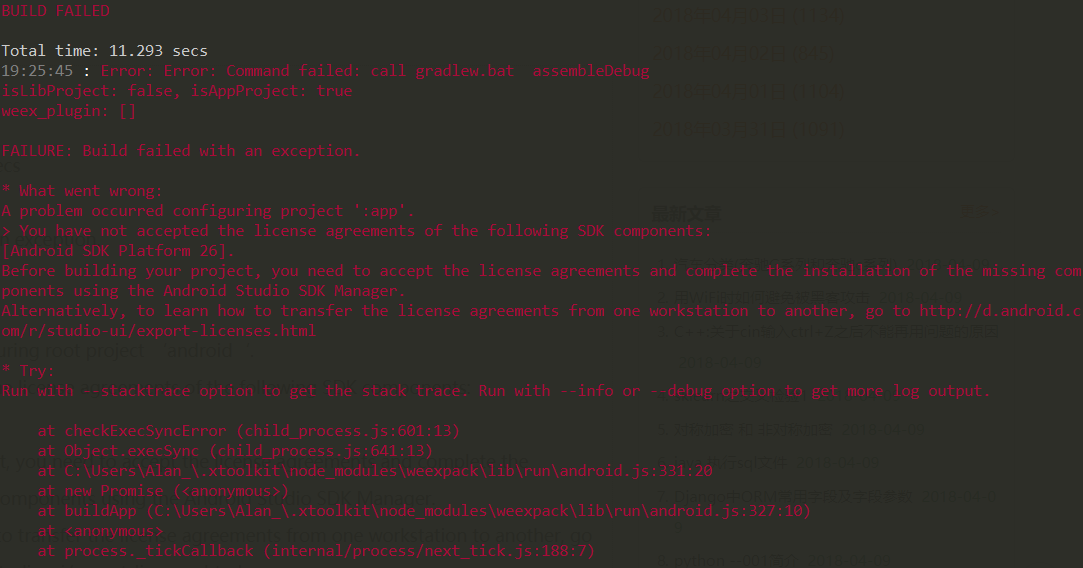 BUILD FAILED
Total time: 11.293 secs
19:25:45 : Error: Error: Command failed: call gradlew.bat  assembleDebug
isLibProject: false, isAppProject: true
weex_plugin: []
FAILURE: Build failed with an exception.
* What went wrong:
A problem occurred configuring project ':app'.
> You have not accepted the license agreements of the following SDK components:
[Android SDK Platform 26].
Before building your project, you need to accept the license agreements and complete the installation of the missing com
ponents using the Android Studio SDK Manager.
Alternatively, to learn how to transfer the license agreements from one workstation to another, go to http://d.android.c
om/r/studio-ui/export-licenses.html
* Try:
Run with --stacktrace option to get the stack trace. Run with --info or --debug option to get more log output.
at checkExecSyncError (child_process.js:601:13)
at Object.execSync (child_process.js:641:13)
at C:\Users\Alan_\.xtoolkit\node_modules\weexpack\lib\run\android.js:331:20
at new Promise (<anonymous>)
at buildApp (C:\Users\Alan_\.xtoolkit\node_modules\weexpack\lib\run\android.js:327:10)
at <anonymous>
at process._tickCallback (internal/process/next_tick.js:188:7)
最新文章